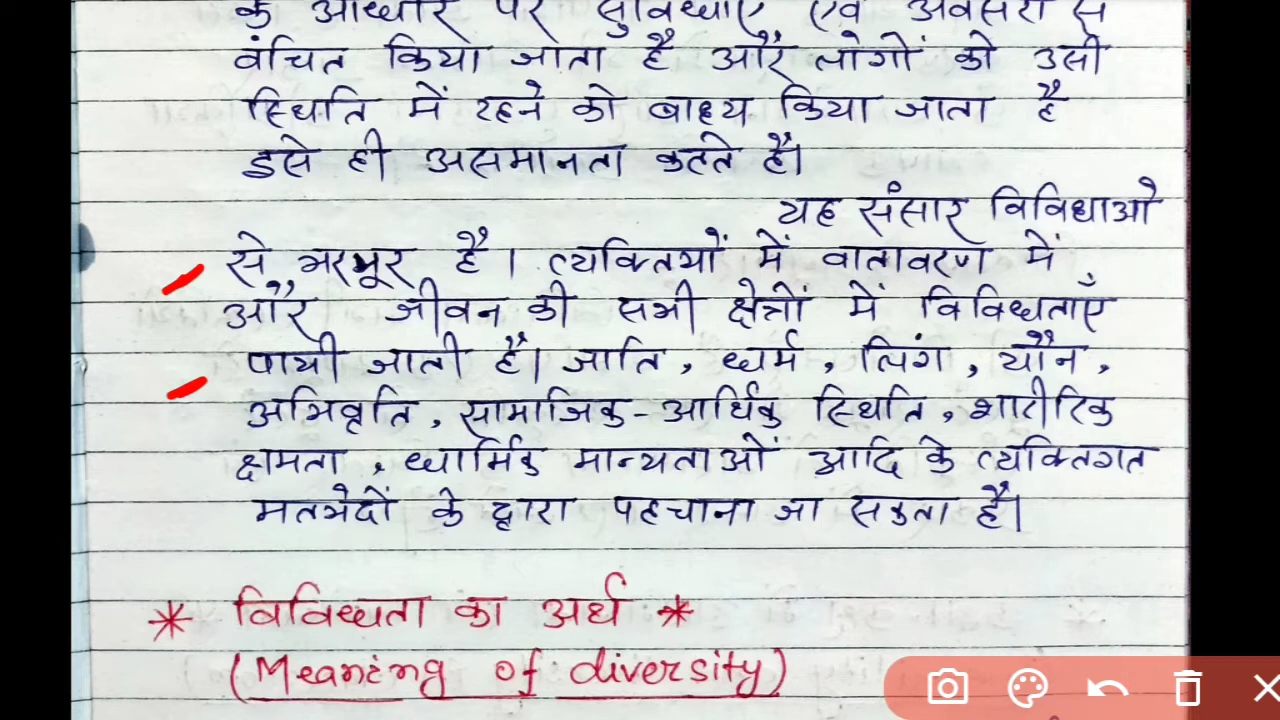 के आधार पर सुविधाएं एवं अवसरों से
वंचित किया जाता है और लोगों को उसी
स्थिति में रहने को बाध्य किया जाता है
इसे ही असमानता कहते हैं।
यह संसार विविधाओ
से भरभूर है। व्यक्तियों में वातावरण में
और जीवन की सभी क्षेत्रों में विविधताएँ
पायी जाती है। जाति, धर्म, लिंग, यौन,
अभिवृति, सामाजिक-आर्थिक स्थिति, शारीरिक
क्षमता, धार्मिक मान्यताओं आदि के व्यक्तिगत
मतभेदों के द्वारा पहचाना जा सकता है।
* विविधता का अर्थ *
(Meaning of diversity)